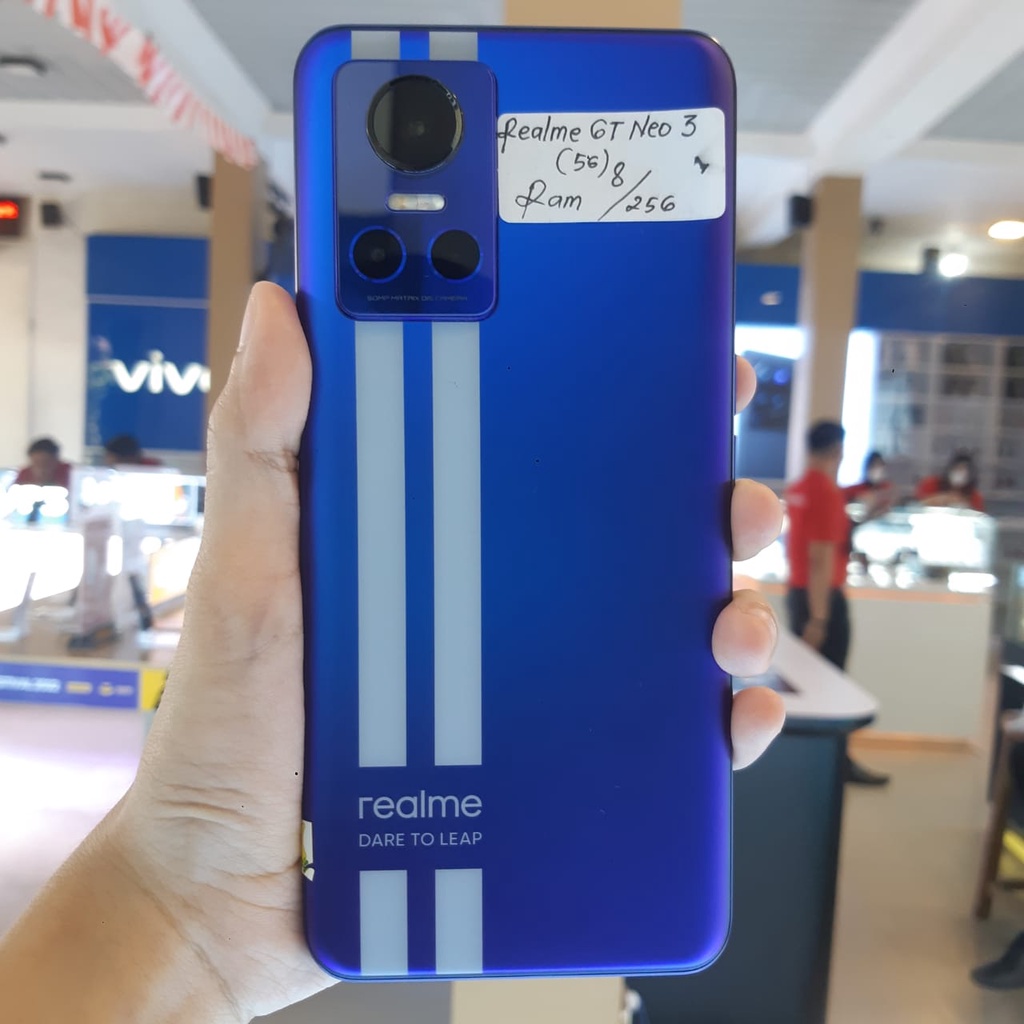 Realme GT Neo 3
(5G) 8
Ram / 256
50MP MATRIX OIS CAMERA
vivo
realme
DARE TO LEAP